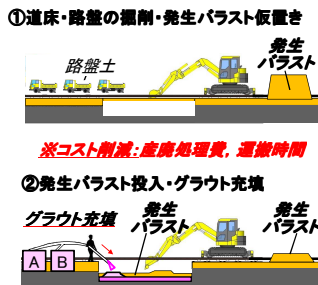 ①道床・路盤の掘削・発生バラスト仮置き
発生
バラスト
路盤土
※コスト削減：産廃処理費，運搬時間
②発生バラスト投入・グラウト充填
グラウト充填
発生
バラスト
発生
バラスト
A
B